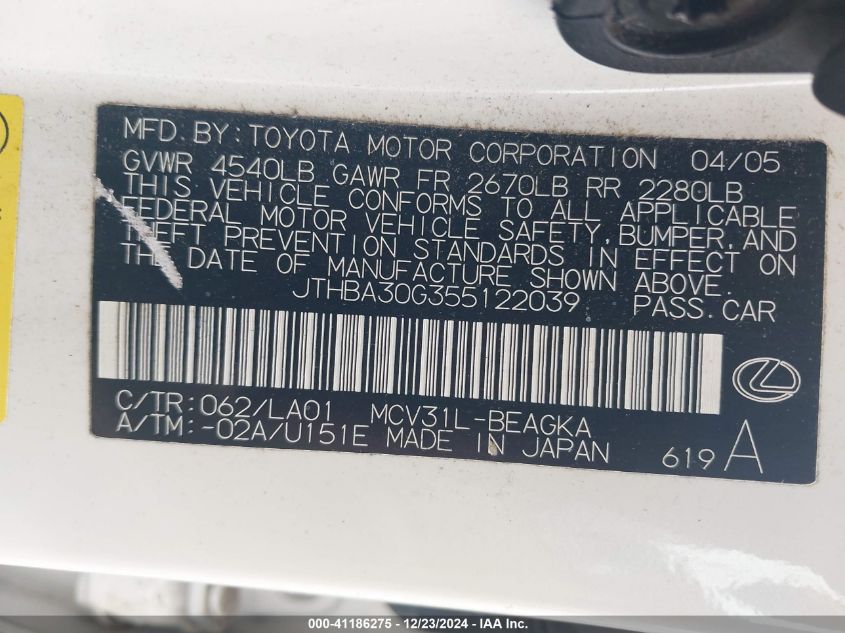 MFD. BY: TOYOTA MOTOR CORPORATION 04/05
GVWR 4540LB GAWR FR 2670LB RR 2280LB
THIS VEHICLE CONFORMS TO ALL APPLICABLE
FEDERAL MOTOR VEHICLE SAFETY, BUMPER, AND
THEFT PREVENTION STANDARDS IN EFFECT ON
THE DATE OF MANUFACTURE SHOWN ABOVE.
JTHBA30G355122039 PASS. CAR
C/TR: 062/LA01 MCV31L-BEAGKA
A/TM: -02A/U151E MADE IN JAPAN
619 A
000-41186275 - 12/23/2024 - IAAI.com